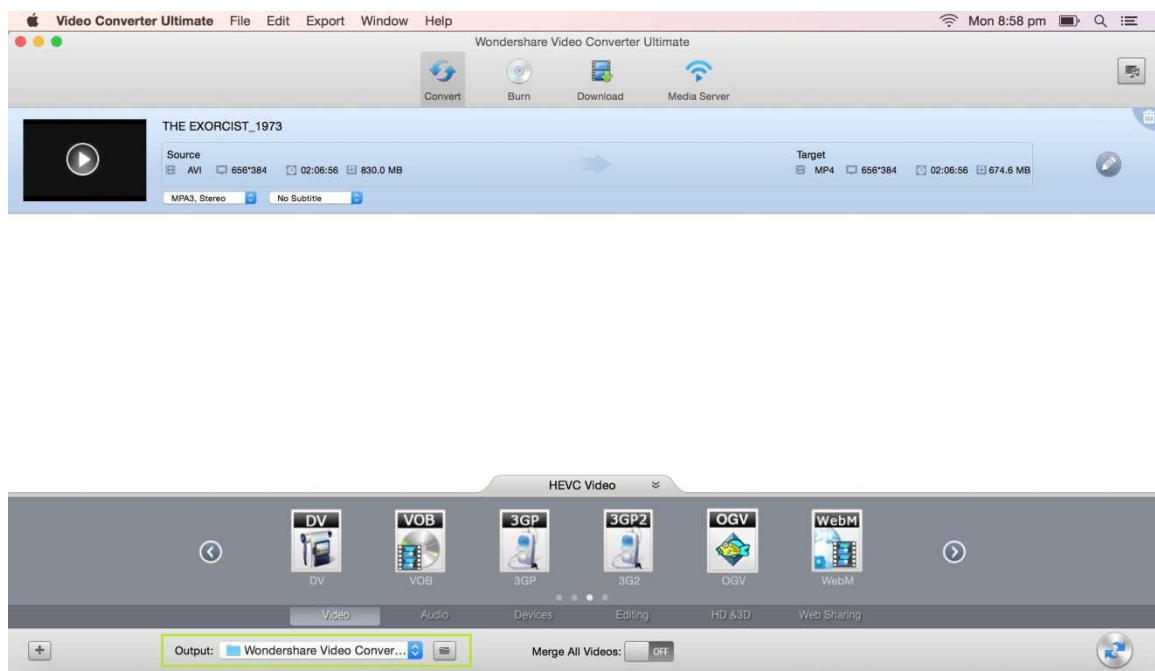 Video Converter Ultimate File Edit Export Window Help Mon 8:58 pm
Wondershare Video Converter Ultimate
Convert Burn Download Media Server
THE EXORCIST_1973
Source Target
AVI 656*384 02:06:56 830.0 MB MP4 656*384 02:06:56 674.6 MB
MPA3, Stereo No Subtitle
HEVC Video
DV VOB 3GP 3GP2 OGV WebM
DV VOB 3GP 3G2 OGV WebM
Video Audio Devices Editing HD &3D Web Sharing
Output: Wondershare Video Conver... Merge All Videos: OFF